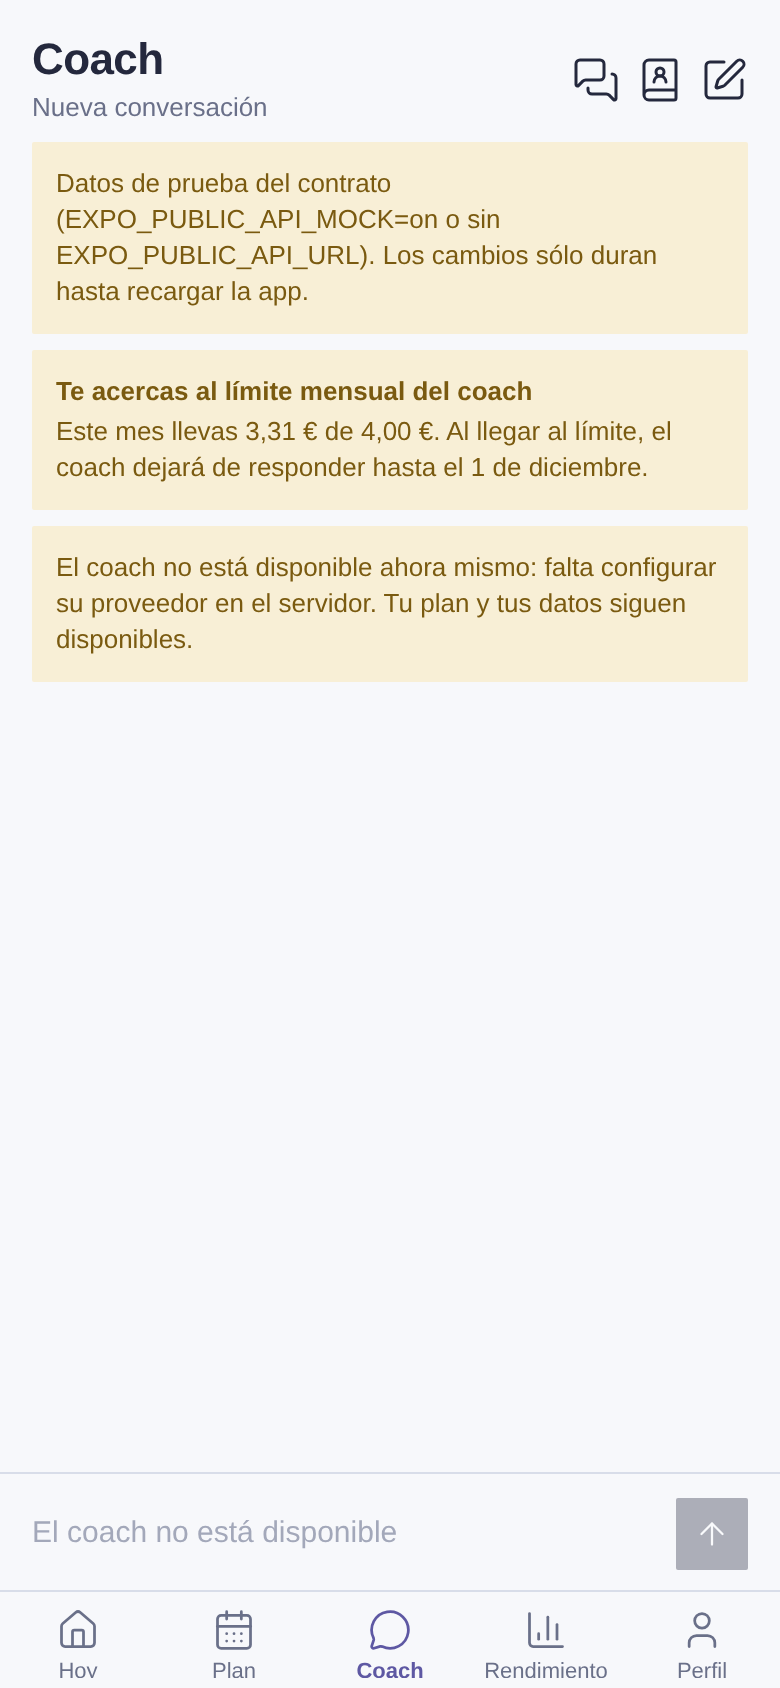 Coach
Nueva conversación
Datos de prueba del contrato
(EXPO_PUBLIC_API_MOCK=on o sin
EXPO_PUBLIC_API_URL). Los cambios sólo duran
hasta recargar la app.
Te acercas al límite mensual del coach
Este mes llevas 3,31 € de 4,00 €. Al llegar al límite, el
coach dejará de responder hasta el 1 de diciembre.
El coach no está disponible ahora mismo: falta configurar
su proveedor en el servidor. Tu plan y tus datos siguen
disponibles.
El coach no está disponible
Hov
Plan
Coach
Rendimiento
Perfil